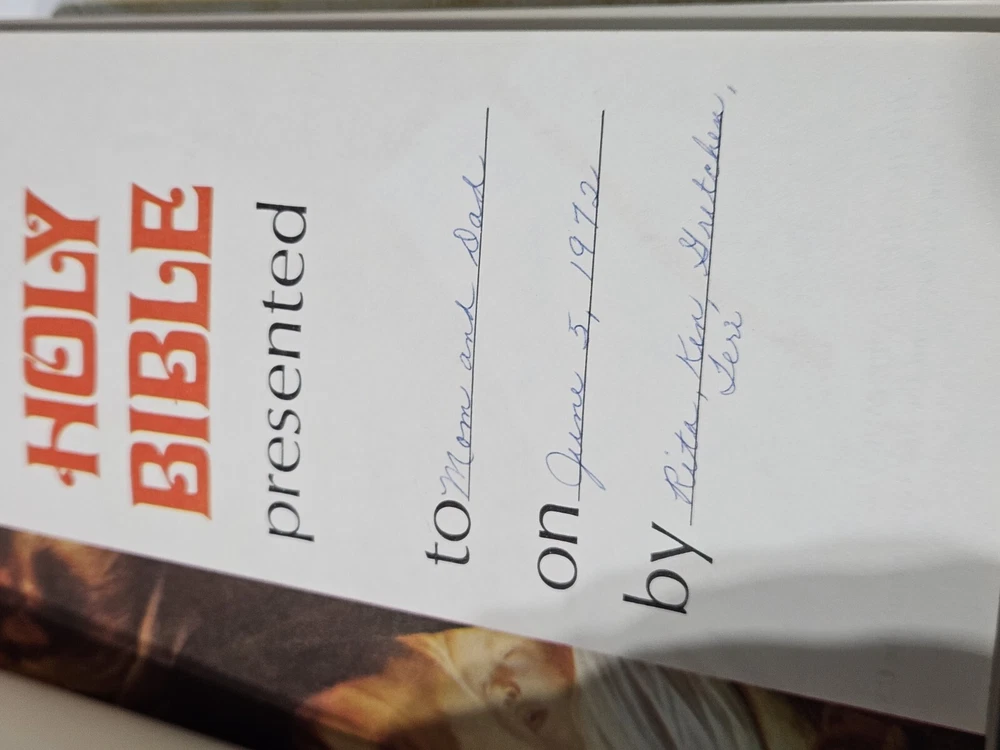 HOLY
BIBLE
presented
to Mom and Dad
on June 5, 1972
by Rita, Ken, Gretchen,
Teri